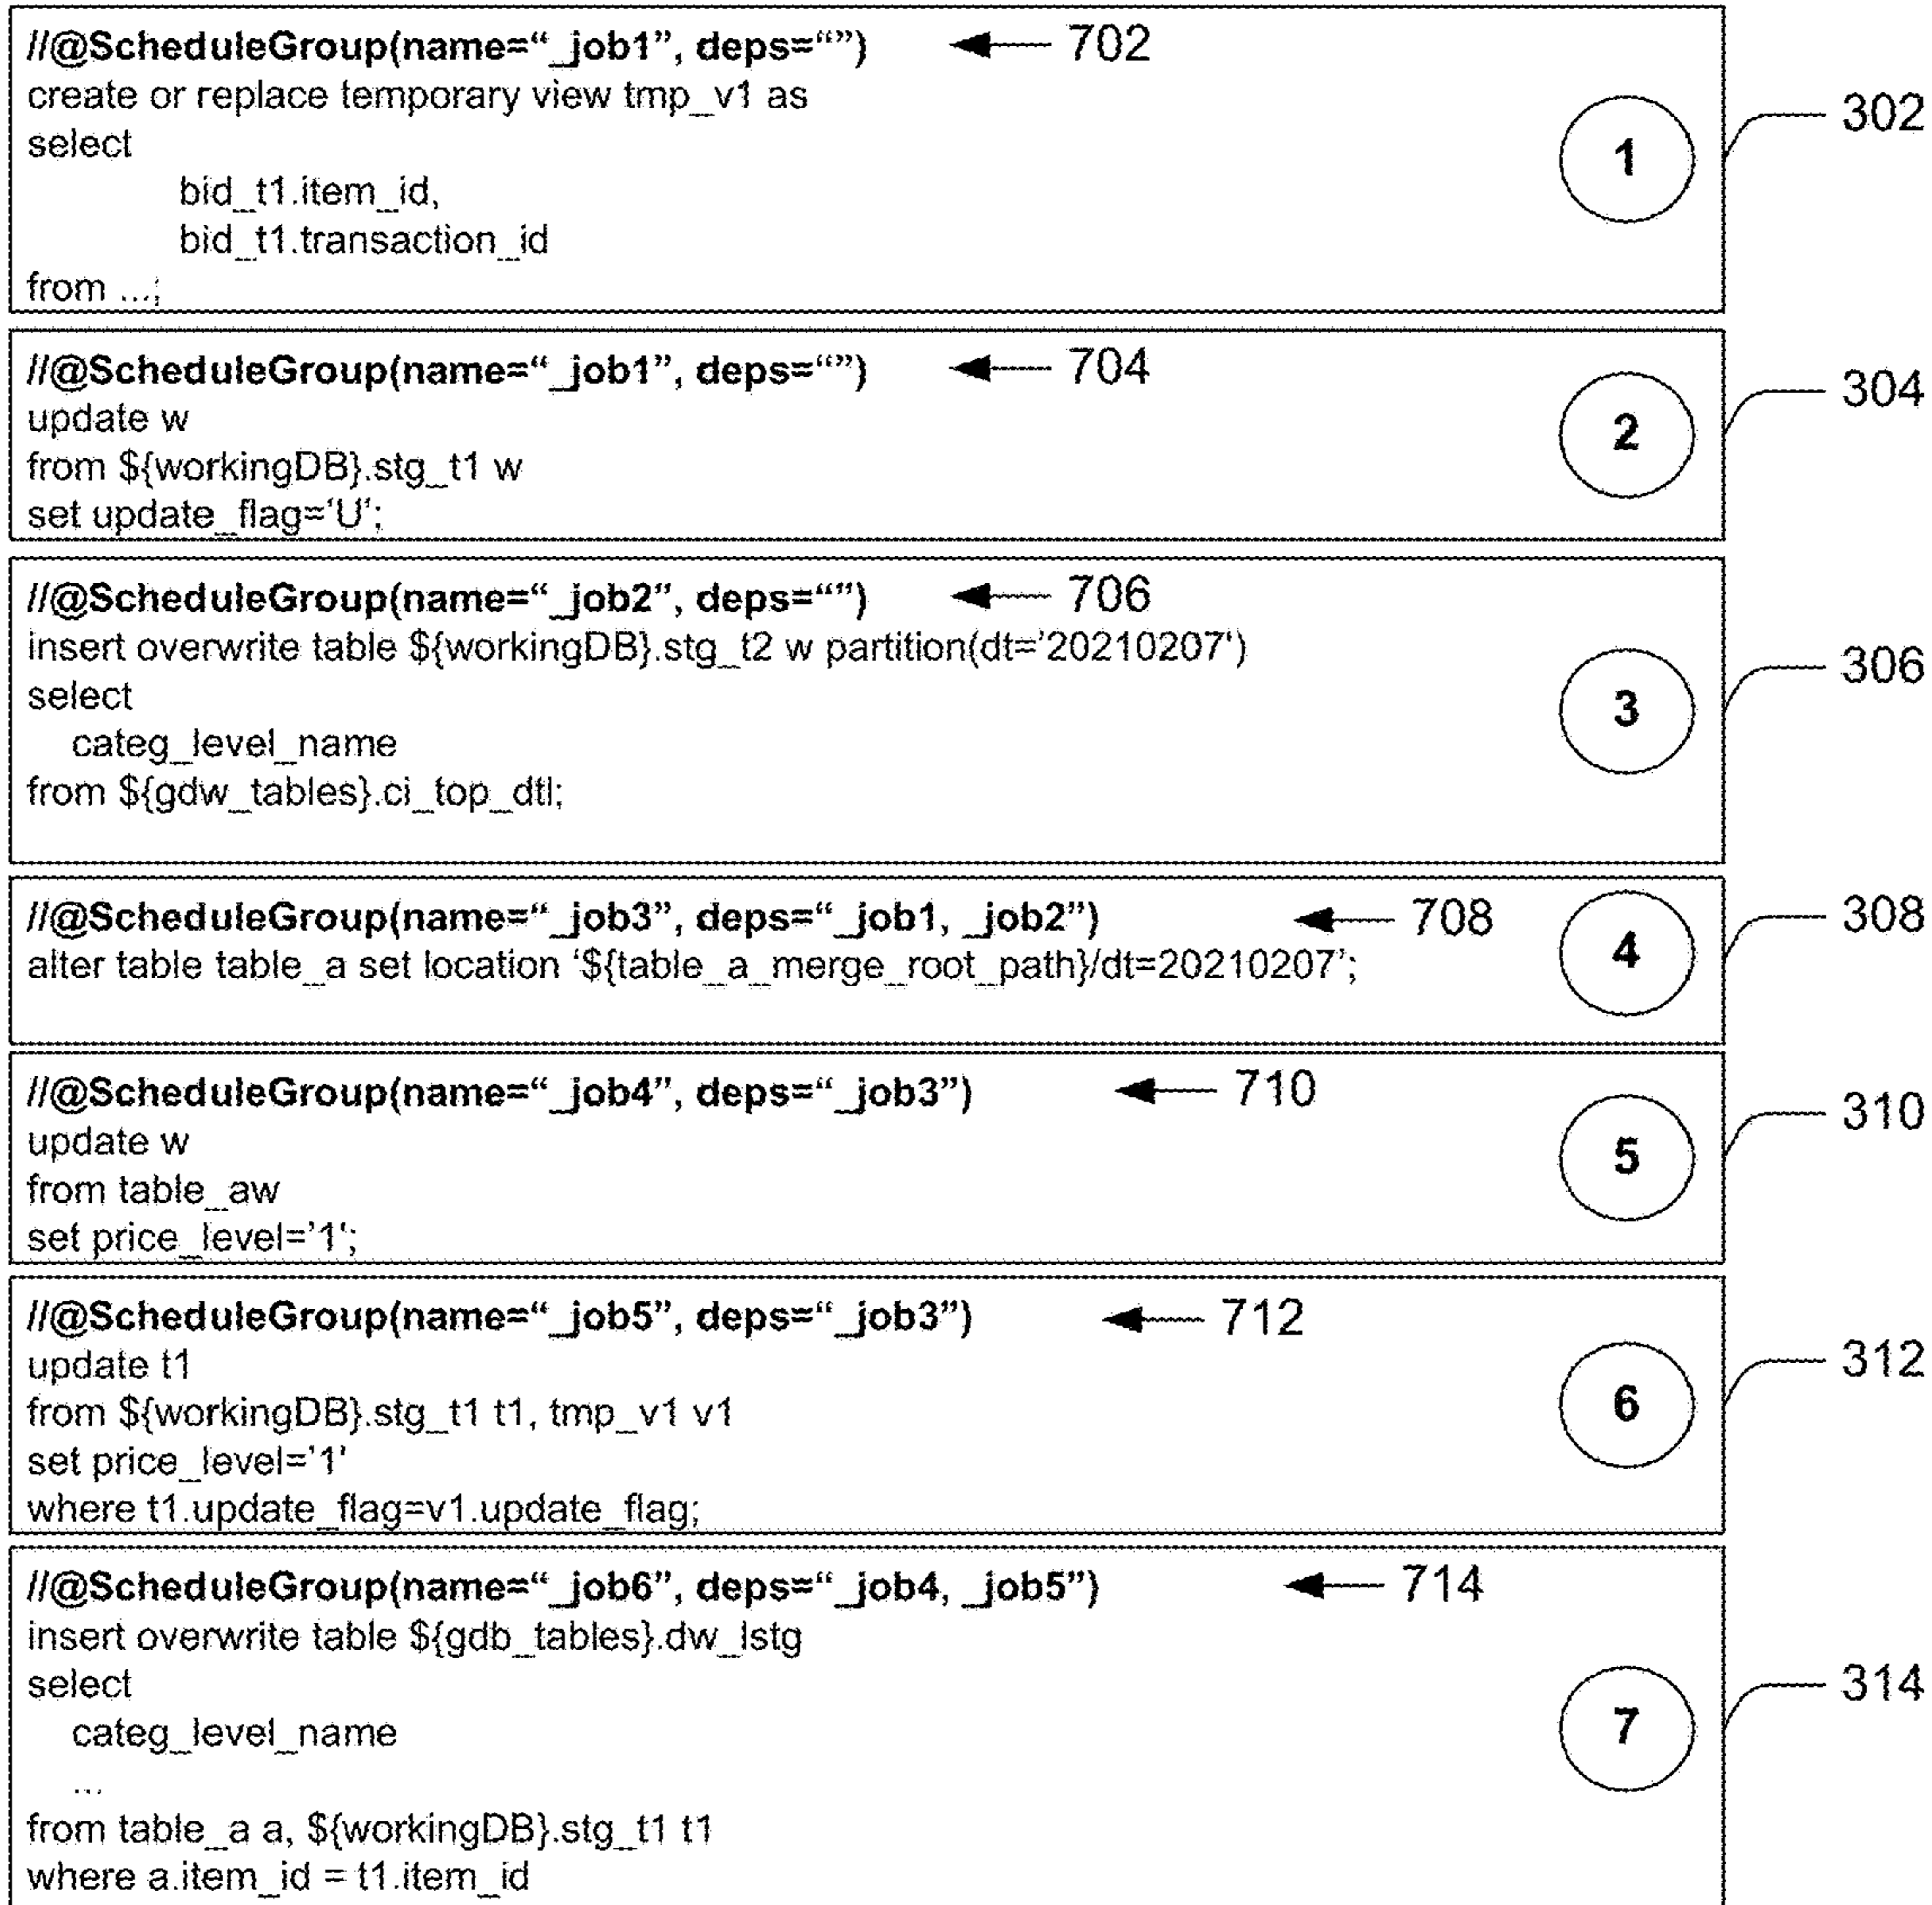 //@ScheduleGroup(name=“_job1”, deps=“”) 702
create or replace temporary view tmp_v1 as
select
bid_t1.item_id,
bid_t1.transaction_id
from ...;
1
302
//@ScheduleGroup(name=“_job1”, deps=“”) 704
update w
from ${workingDB}.stg_t1 w
set update_flag=‘U’;
2
304
//@ScheduleGroup(name=“_job2”, deps=“”) 706
insert overwrite table ${workingDB}.stg_t2 w partition(dt=’20210207‘)
select
categ_level_name
from ${gdw_tables}.ci_top_dtl;
3
306
//@ScheduleGroup(name=“_job3”, deps=“_job1, _job2”) 708
alter table table_a set location ‘${table_a_merge_root_path}/dt=20210207’;
4
308
//@ScheduleGroup(name=“_job4”, deps=“_job3”) 710
update w
from table_aw
set price_level=’1‘;
5
310
//@ScheduleGroup(name=“_job5”, deps=“_job3”) 712
update t1
from ${workingDB}.stg_t1 t1, tmp_v1 v1
set price_level=’1‘
where t1.update_flag=v1.update_flag;
6
312
//@ScheduleGroup(name=“_job6”, deps=“_job4, _job5”) 714
insert overwrite table ${gdb_tables}.dw_lstg
select
categ_level_name
...
from table_a a, ${workingDB}.stg_t1 t1
where a.item_id = t1.item_id
7
314